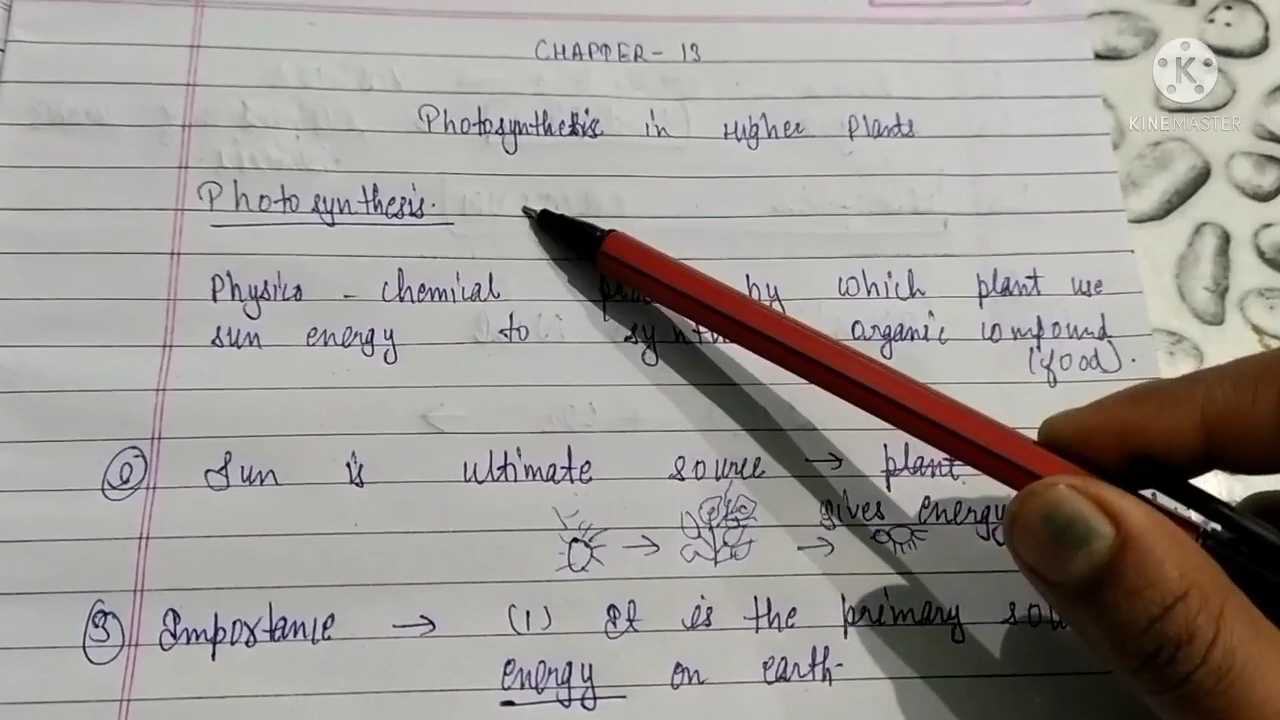 CHAPTER - 13
Photosynthesis in Higher Plants
Photosynthesis.
Physico - chemical by which plant use
sun energy to organic compound
(food).
Sun is ultimate source → plant
gives energy
③ Importance → (1) It is the primary
energy on earth.
K
KINEMASTER